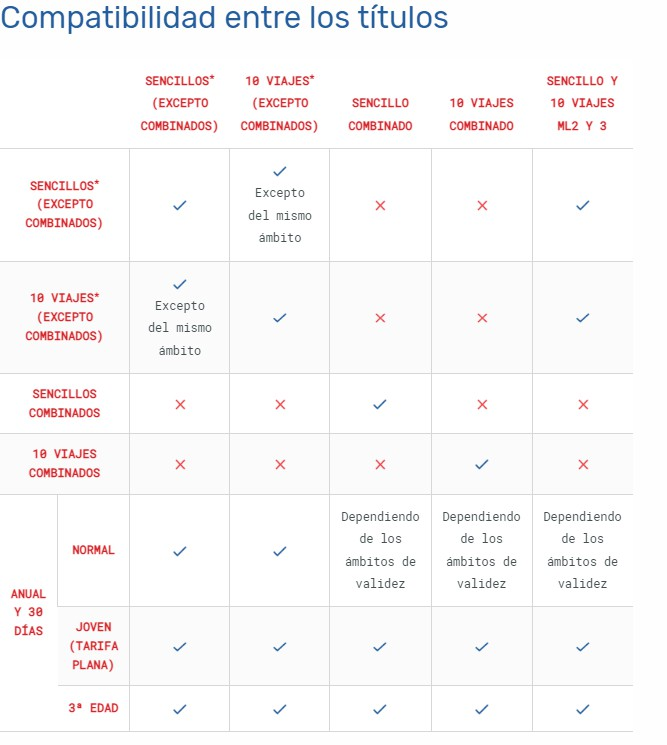 Compatibilidad entre los títulos
SENCILLOS*
(EXCEPTO
COMBINADOS)
10 VIAJES*
(EXCEPTO
COMBINADOS)
SENCILLO
COMBINADO
10 VIAJES
COMBINADO
SENCILLO Y
10 VIAJES
ML2 Y 3
SENCILLOS*
(EXCEPTO
COMBINADOS)
Excepto
del mismo
ámbito
10 VIAJES*
(EXCEPTO
COMBINADOS)
Excepto
del mismo
ámbito
SENCILLOS
COMBINADOS
10 VIAJES
COMBINADOS
ANUAL
Y 30
DÍAS
NORMAL
Dependiendo
de los
ámbitos de
validez
Dependiendo
de los
ámbitos de
validez
Dependiendo
de los
ámbitos de
validez
JOVEN
(TARIFA
PLANA)
3ª EDAD